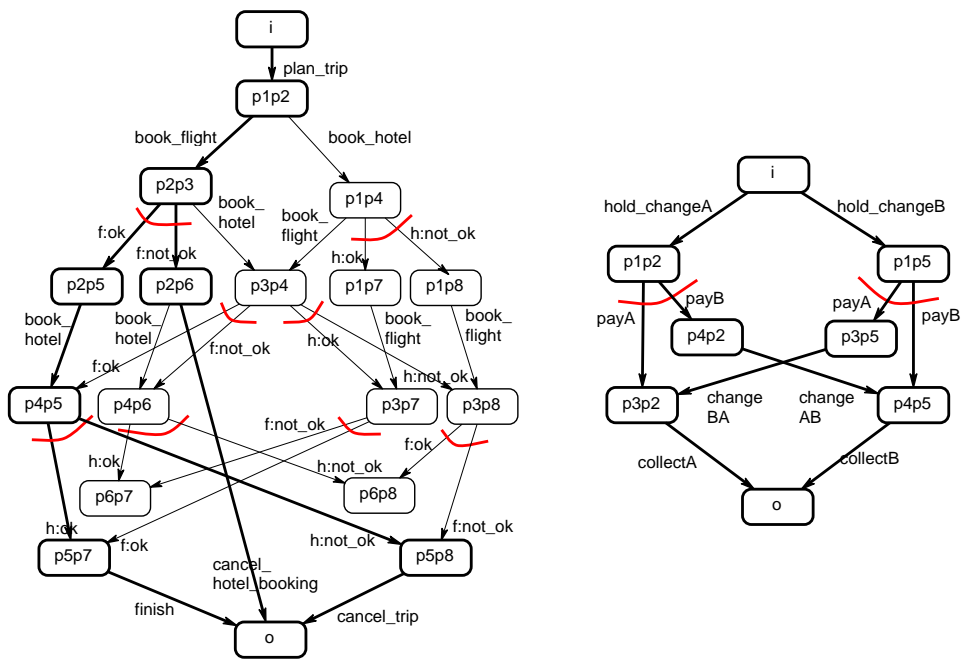 i
plan_trip
p1p2
book_flight
book_hotel
p2p3
p1p4
f:ok
f:not_ok
book_
hotel
book_
flight
h:ok
h:not_ok
p2p5
p2p6
p3p4
p1p7
p1p8
book_
hotel
book_
hotel
f:ok
f:not_ok
h:ok
book_
flight
book_
flight
h:not_ok
p4p5
p4p6
p3p7
p3p8
f:not_ok
f:ok
h:ok
h:not_ok
p6p7
p6p8
h:ok
f:ok
h:not_ok
f:not_ok
p5p7
p5p8
cancel_
hotel_booking
finish
cancel_trip
o
i
hold_changeA
hold_changeB
p1p2
p1p5
payA
payB
payA
payB
p4p2
p3p5
p3p2
change
BA
change
AB
p4p5
collectA
collectB
o